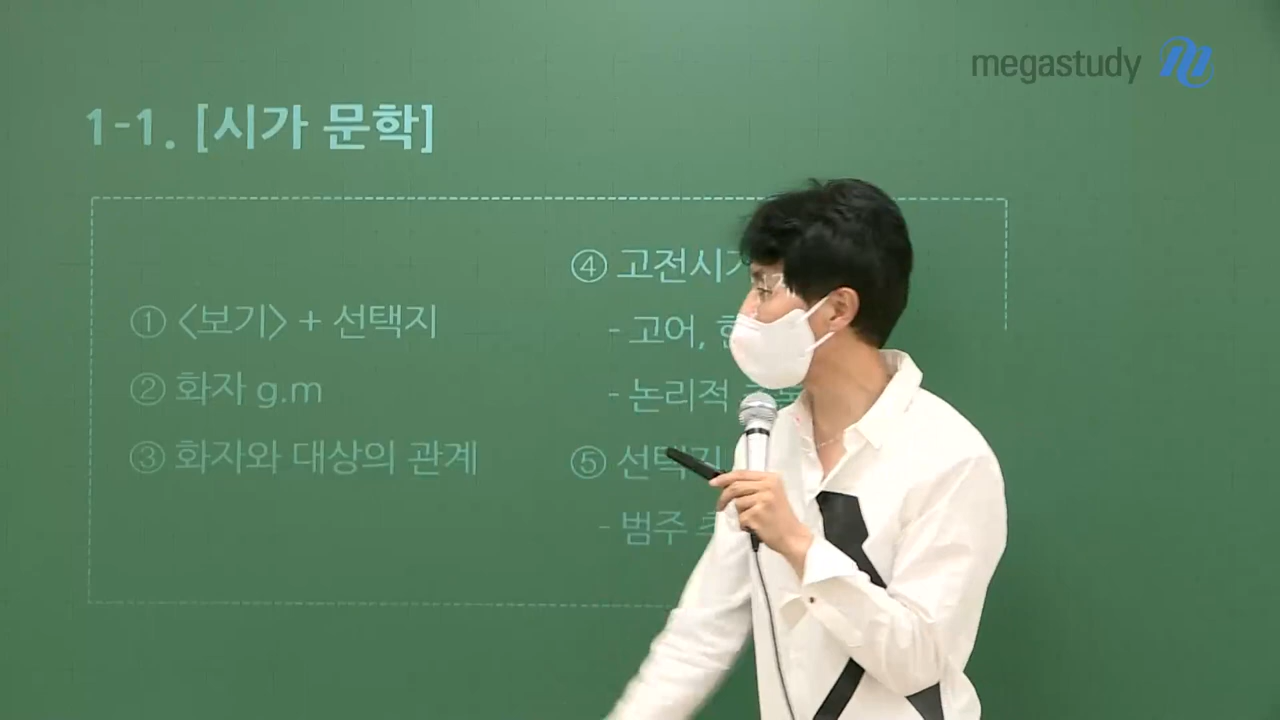 megastudy
1-1. [시가 문학]
① <보기> + 선택지
② 화자 g.m
③ 화자와 대상의 관계
④ 고전시가
- 고어,
- 논리적
⑤ 선택지
- 범주